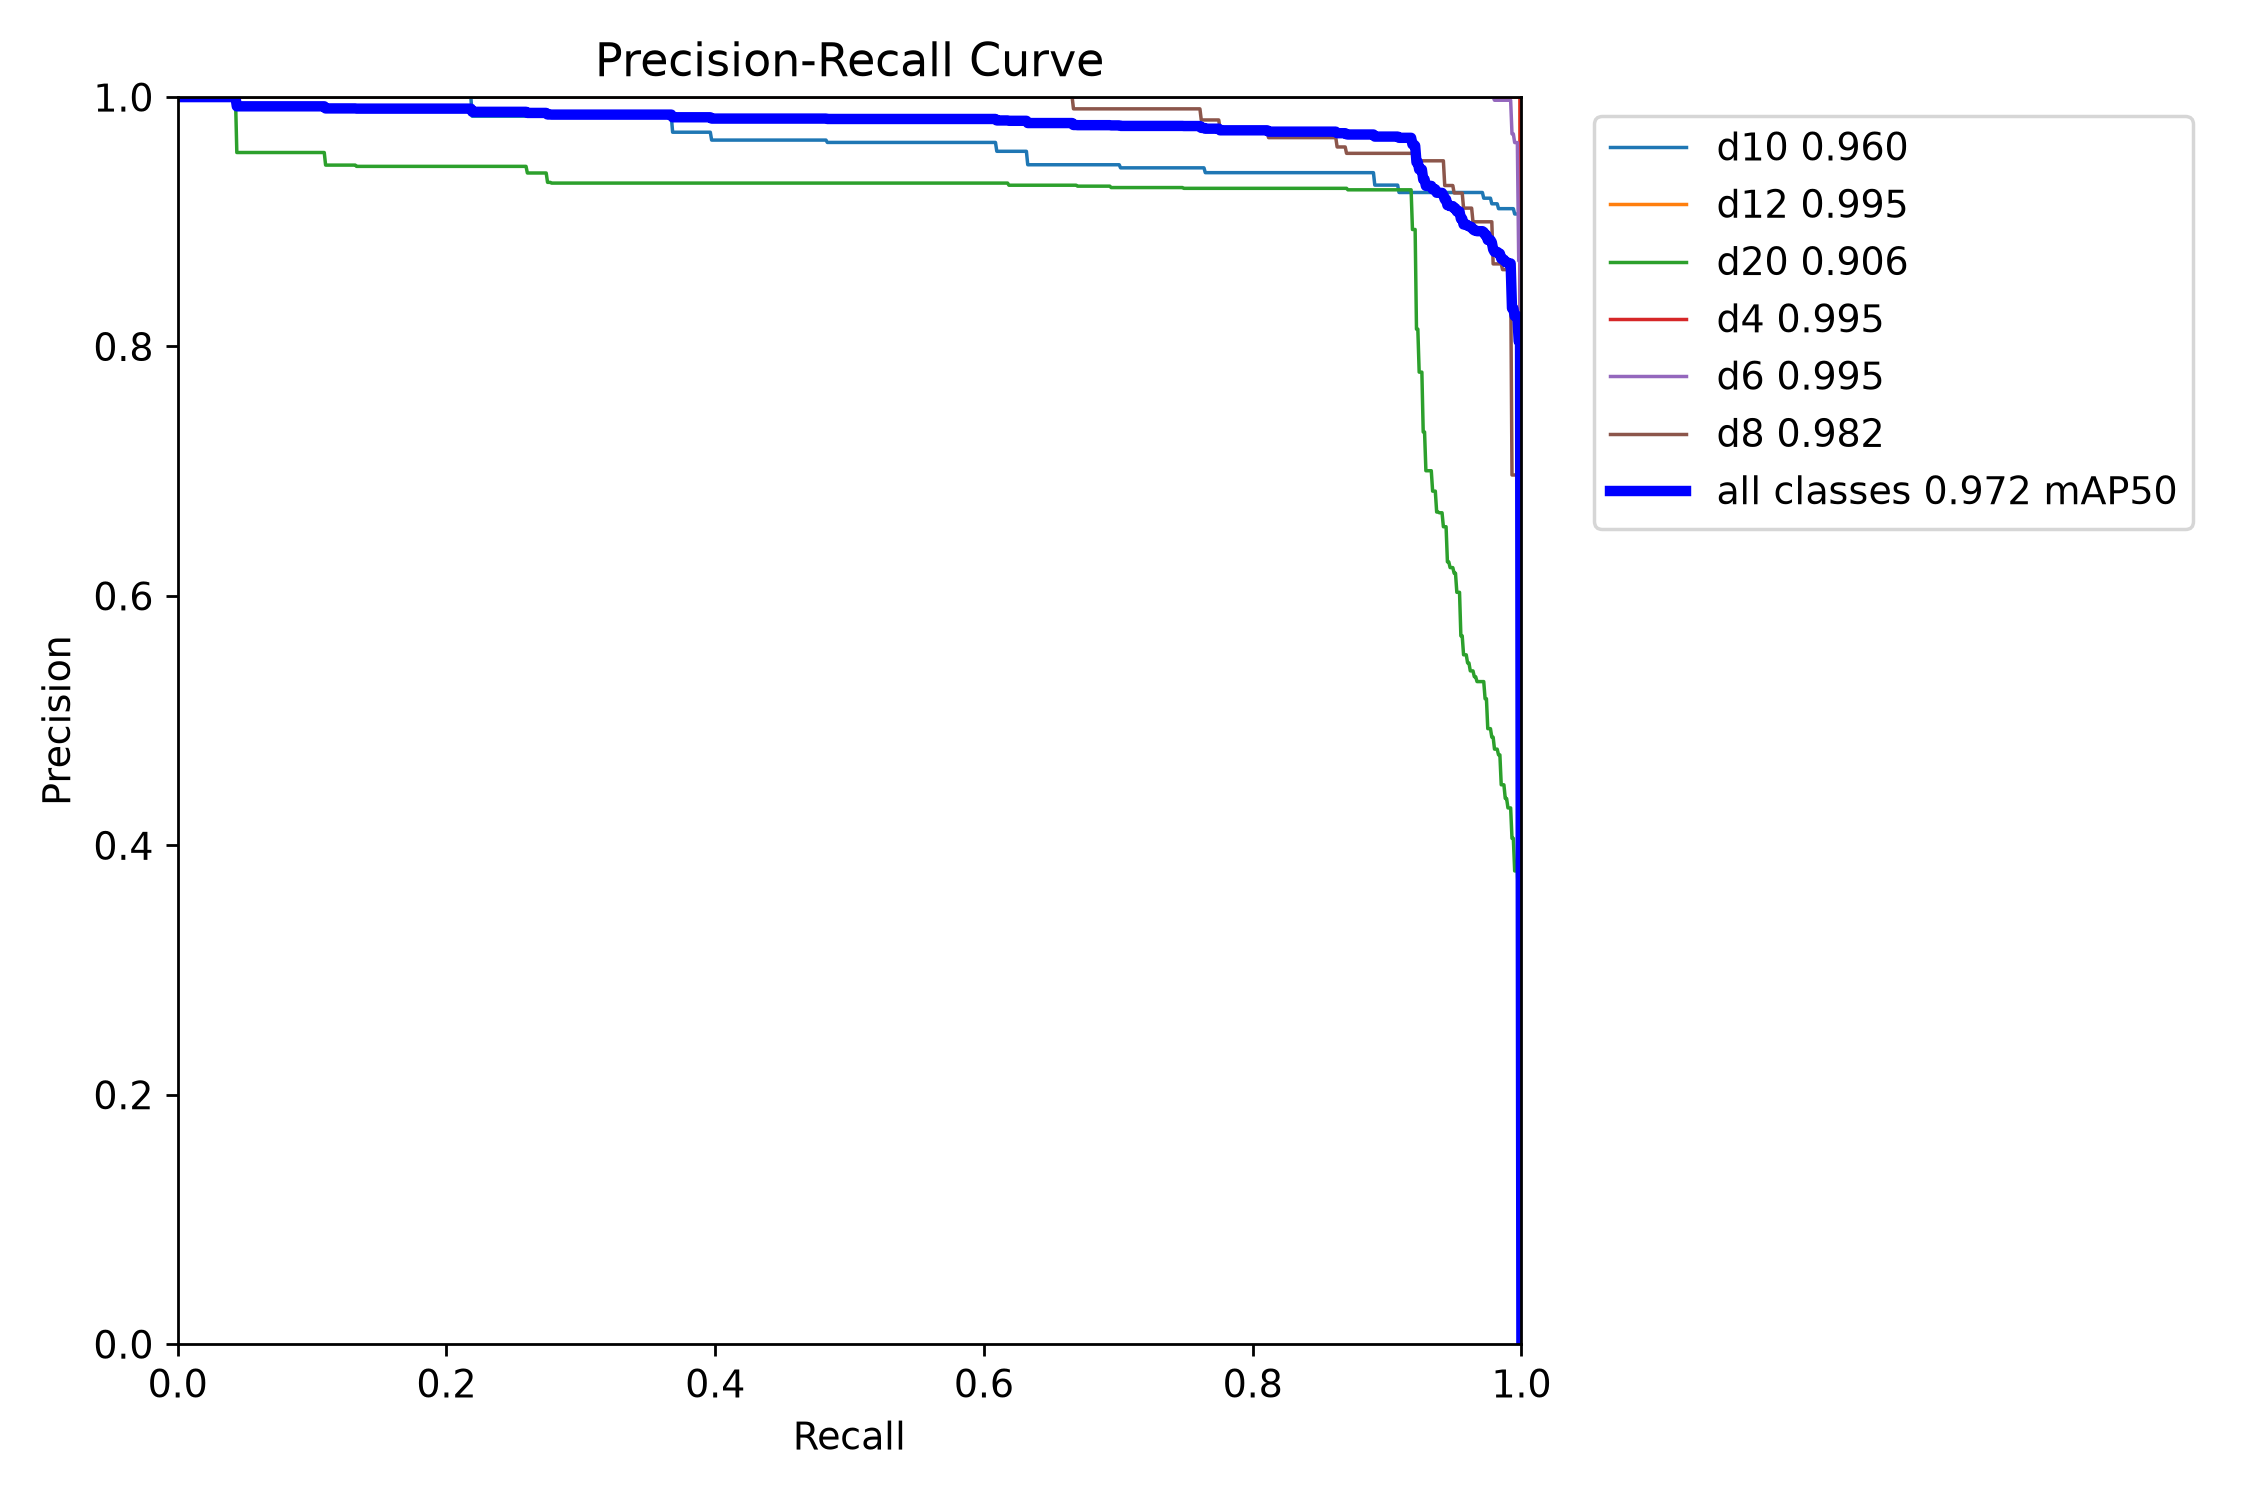 Precision-Recall Curve
1.0
0.8
0.6
0.4
0.2
0.0
Precision
0.0 0.2 0.4 0.6 0.8 1.0
Recall
d10 0.960
d12 0.995
d20 0.906
d4 0.995
d6 0.995
d8 0.982
all classes 0.972 mAP50